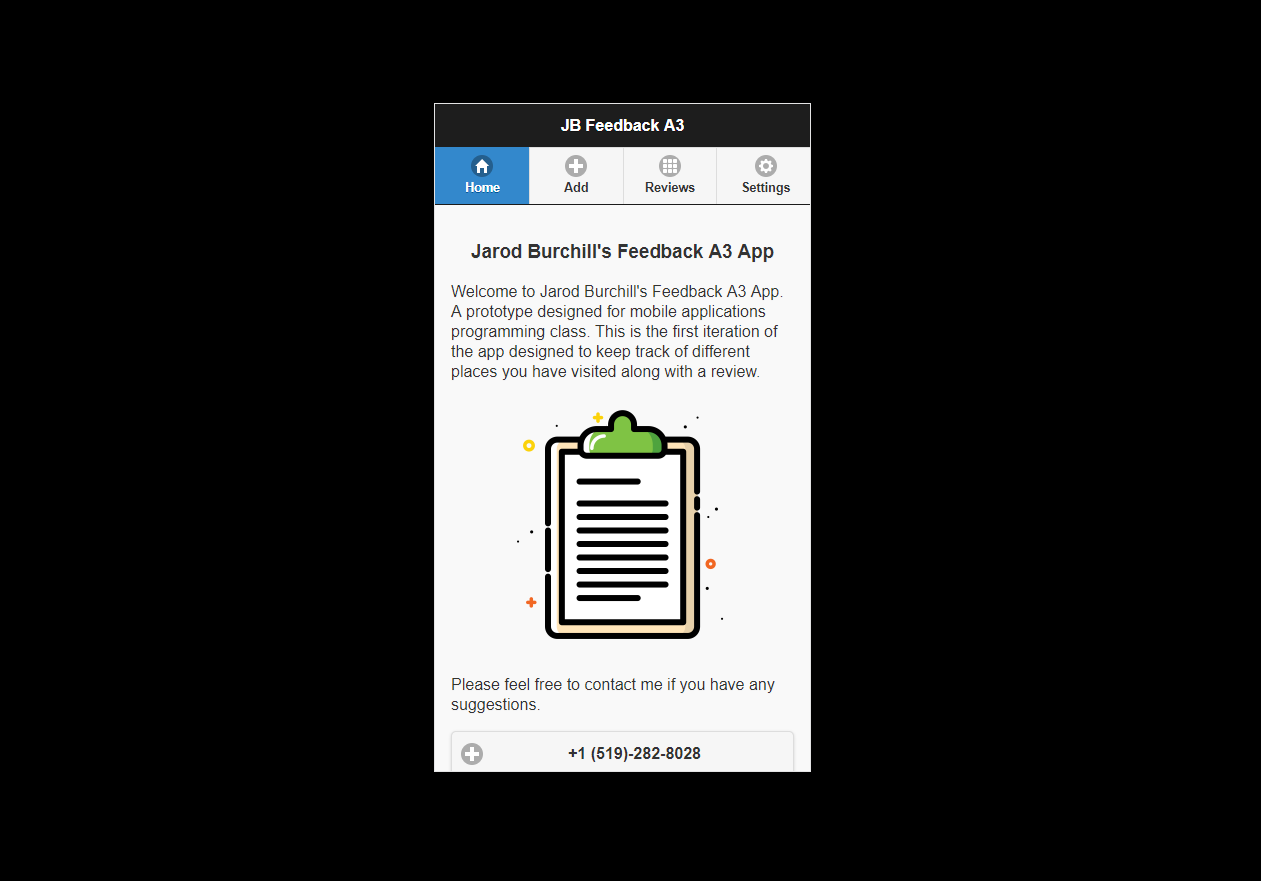 JB Feedback A3
Home Add Reviews Settings
Jarod Burchill's Feedback A3 App
Welcome to Jarod Burchill's Feedback A3 App.
A prototype designed for mobile applications
programming class. This is the first iteration of
the app designed to keep track of different
places you have visited along with a review.
Please feel free to contact me if you have any
suggestions.
+1 (519)-282-8028